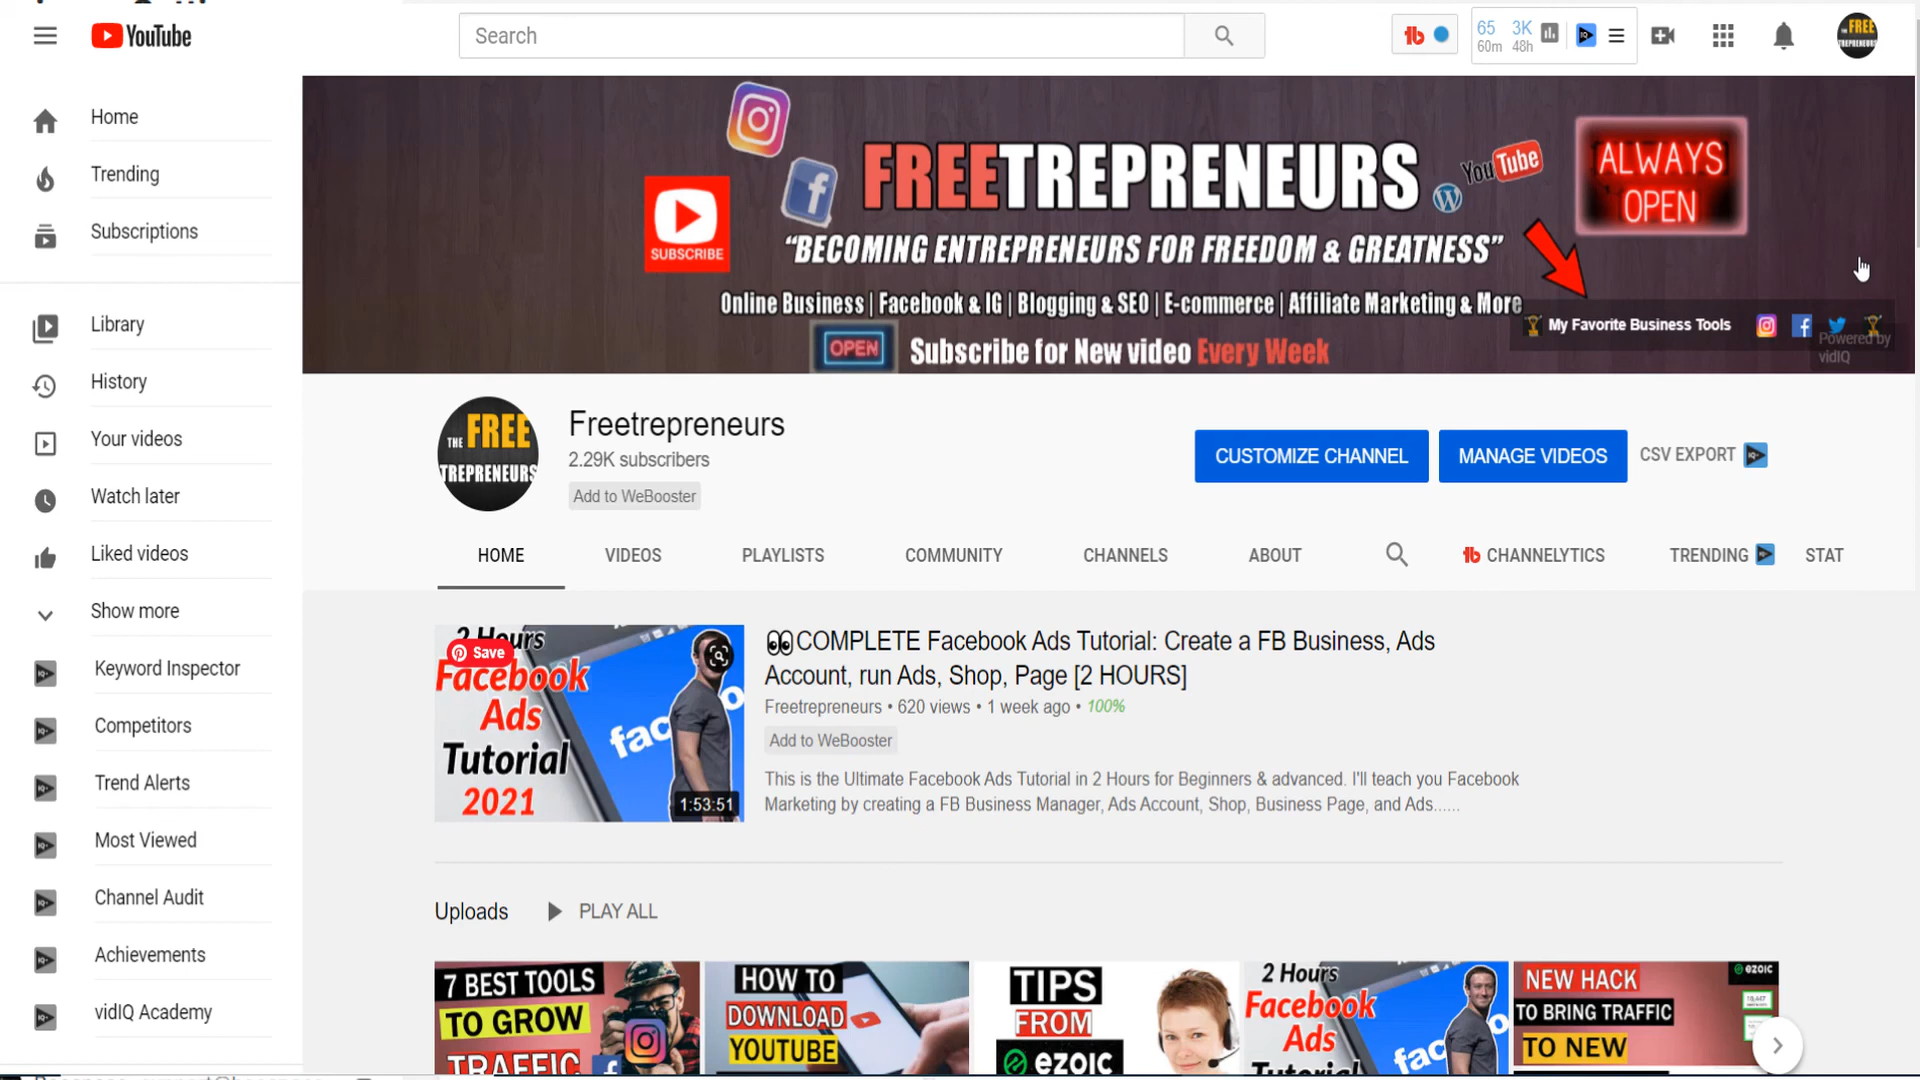 YouTube
Search
65
60m
3K
48h
Home
Trending
Subscriptions
Library
History
Your videos
Watch later
Liked videos
Show more
Keyword Inspector
Competitors
Trend Alerts
Most Viewed
Channel Audit
Achievements
vidIQ Academy
FREETREPRENEURS
YouTube
ALWAYS
OPEN
SUBSCRIBE
"BECOMING ENTREPRENEURS FOR FREEDOM & GREATNESS"
Online Business | Facebook & IG | Blogging & SEO | E-commerce | Affiliate Marketing & More
OPEN
Subscribe for New video Every Week
My Favorite Business Tools
Powered by
vidIQ
THE FREE
TREPRENEURS
Freetrepreneurs
2.29K subscribers
Add to WeBooster
CUSTOMIZE CHANNEL
MANAGE VIDEOS
CSV EXPORT
HOME
VIDEOS
PLAYLISTS
COMMUNITY
CHANNELS
ABOUT
CHANNELYTICS
TRENDING
STAT
2 Hours
Save
Facebook
Ads
Tutorial
2021
1:53:51
👀COMPLETE Facebook Ads Tutorial: Create a FB Business, Ads
Account, run Ads, Shop, Page [2 HOURS]
Freetrepreneurs • 620 views • 1 week ago • 100%
Add to WeBooster
This is the Ultimate Facebook Ads Tutorial in 2 Hours for Beginners & advanced. I'll teach you Facebook
Marketing by creating a FB Business Manager, Ads Account, Shop, Business Page, and Ads......
Uploads
PLAY ALL
7 BEST TOOLS
TO GROW
TRAFFIC
HOW TO
DOWNLOAD
YOUTUBE
TIPS
FROM
eZOIC
2 Hours
Facebook
Ads
Tutorial
NEW HACK
TO BRING TRAFFIC
TO NEW
eZOIC